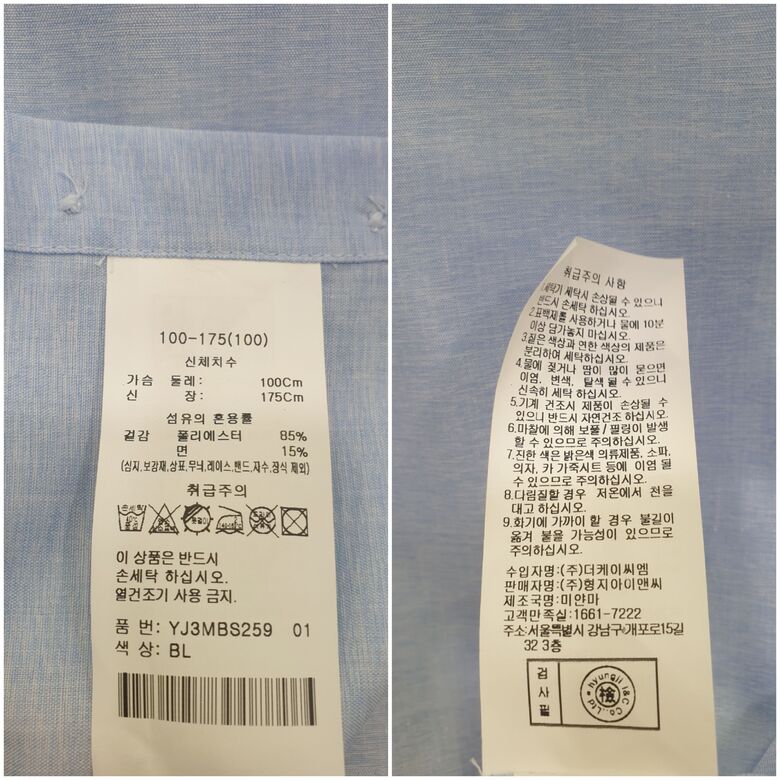 100-175(100)
신체치수
가슴 둘레: 100Cm
신 장: 175Cm
섬유의 혼용률
겉감 폴리에스터 85%
면 15%
(심지,보강재,상표,무늬,레이스,밴드,자수,장식 제외)
취급주의
이 상품은 반드시
손세탁 하십시오.
열건조기 사용 금지.
품 번: YJ3MBS259 01
색 상: BL
취급주의 사항
1.세탁기 세탁시 손상될 수 있으니
반드시 손세탁 하십시오.
2.표백제를 사용하거나 물에 10분
이상 담가놓지 마십시오.
3.짙은 색상과 연한 색상의 제품은
분리하여 세탁하십시오.
4.물에 젖거나 땀이 많이 묻으면
이염, 변색, 탈색 될 수 있으니
신속히 세탁 하십시오.
5.기계 건조시 제품이 손상될 수
있으니 반드시 자연건조 하십시오.
6.마찰에 의해 보풀/필링이 발생
할 수 있으므로 주의하십시오.
7.진한 색은 밝은색 의류제품, 소파,
의자, 카 가죽시트 등에 이염 될
수 있으므로 주의하십시오.
8.다림질할 경우 저온에서 천을
대고 하십시오.
9.화기에 가까이 할 경우 불길이
옮겨 붙을 가능성이 있으므로
주의하십시오.
수입자명:(주)더케이씨엠
판매자명:(주)형지아이앤씨
제조국명:미얀마
고객만족실:1661-7222
주소:서울특별시 강남구 개포로15길
32 3층
검사필
hyungji I&C Co.,Ltd
檢